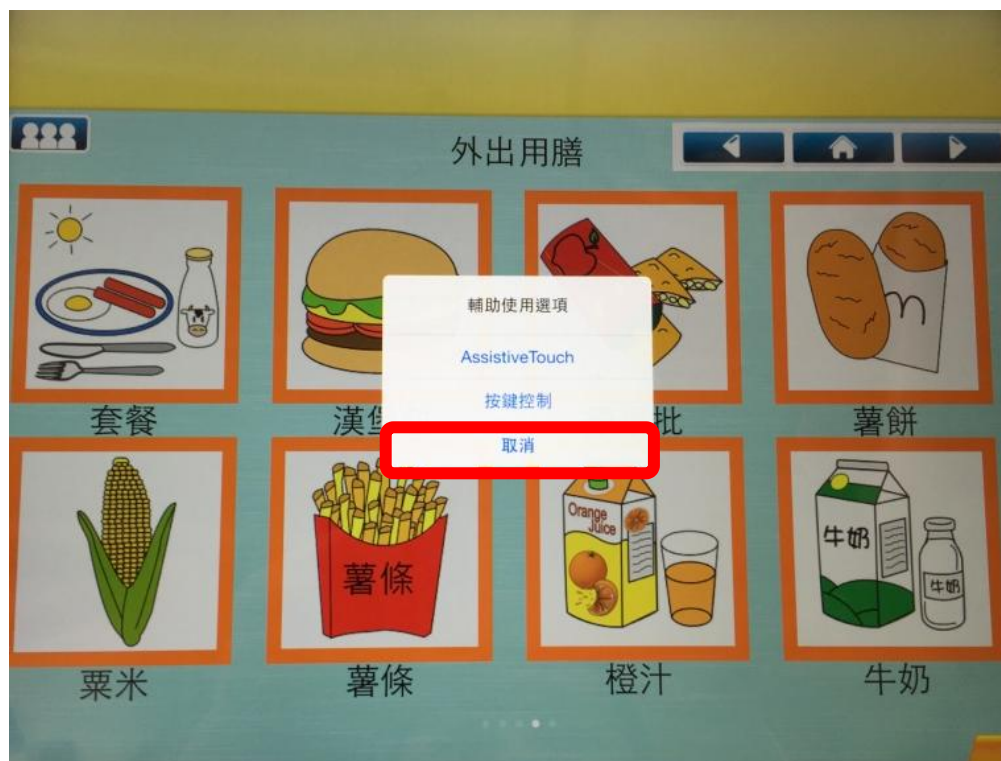 外出用膳
輔助使用選項
AssistiveTouch
按鍵控制
取消
套餐
漢堡
批
薯餅
Orange
Juice
牛奶
牛奶
薯條
粟米
薯條
橙汁
牛奶